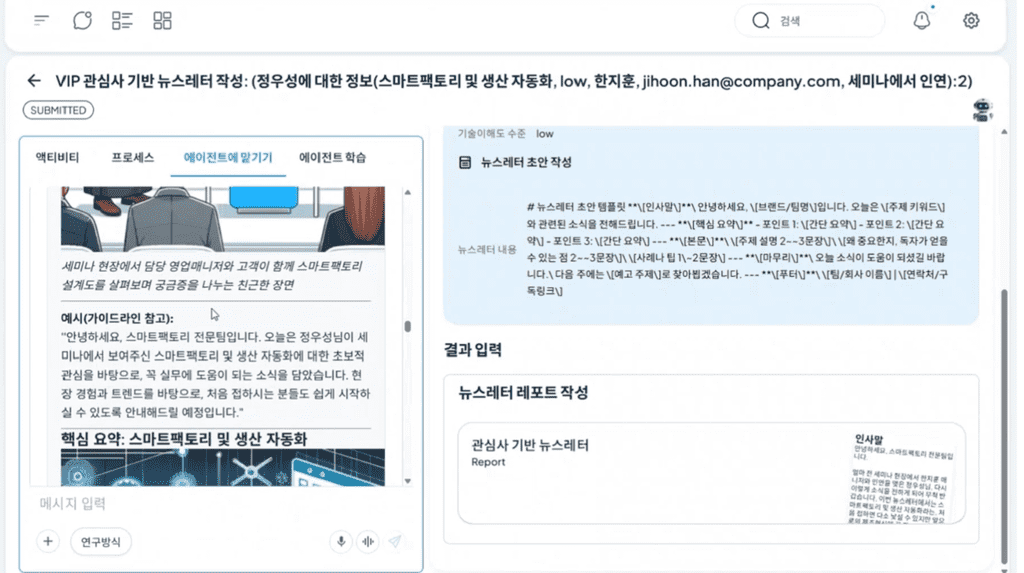 검색
VIP 관심사 기반 뉴스레터 작성: (정우성에 대한 정보(스마트팩토리 및 생산 자동화, low, 한지훈, jihoon.han@company.com, 세미나에서 인연):2)
SUBMITTED
액티비티 프로세스 에이전트에 맡기기 에이전트 학습
세미나 현장에서 담당 영업매니저와 고객이 함께 스마트팩토리
설계도를 살펴보며 궁금증을 나누는 친근한 장면
예시(가이드라인 참고):
"안녕하세요, 스마트팩토리 전문팀입니다. 오늘은 정우성님이 세
미나에서 보여주신 스마트팩토리 및 생산 자동화에 대한 초보적
관심을 바탕으로, 꼭 실무에 도움이 되는 소식을 담았습니다. 현
장 경험과 트렌드를 바탕으로, 처음 접하시는 분들도 쉽게 시작하
실 수 있도록 안내해드릴 예정입니다."
핵심 요약: 스마트팩토리 및 생산 자동화
메시지 입력
연구방식
기술이해도 수준 low
뉴스레터 초안 작성
뉴스레터 내용
# 뉴스레터 초안 템플릿 **\[인사말\]**\ 안녕하세요, \[브랜드/팀명\]입니다. 오늘은 \[주제 키워드\]
와 관련된 소식을 전해드립니다. --- **\[핵심 요약\]** - 포인트 1: \[간단 요약\] - 포인트 2: \[간단 요
약\] - 포인트 3: \[간단 요약\] --- **\[본문\]**\ \[주제 설명 2~~3문장\]\ \[왜 중요한지, 독자가 얻을
수 있는 점 2~~3문장\]\ \[사례나 팁 1\~2문장\] --- **\[마무리\]**\ 오늘 소식이 도움이 되셨길 바랍
니다.\ 다음 주에는 \[예고 주제\]로 찾아뵙겠습니다. --- **\[푸터\]**\ \[팀/회사 이름\] | \[연락처/구
독링크\]
결과 입력
뉴스레터 레포트 작성
관심사 기반 뉴스레터
Report
인사말
안녕하세요, 스마트팩토리 전문팀입
니다.